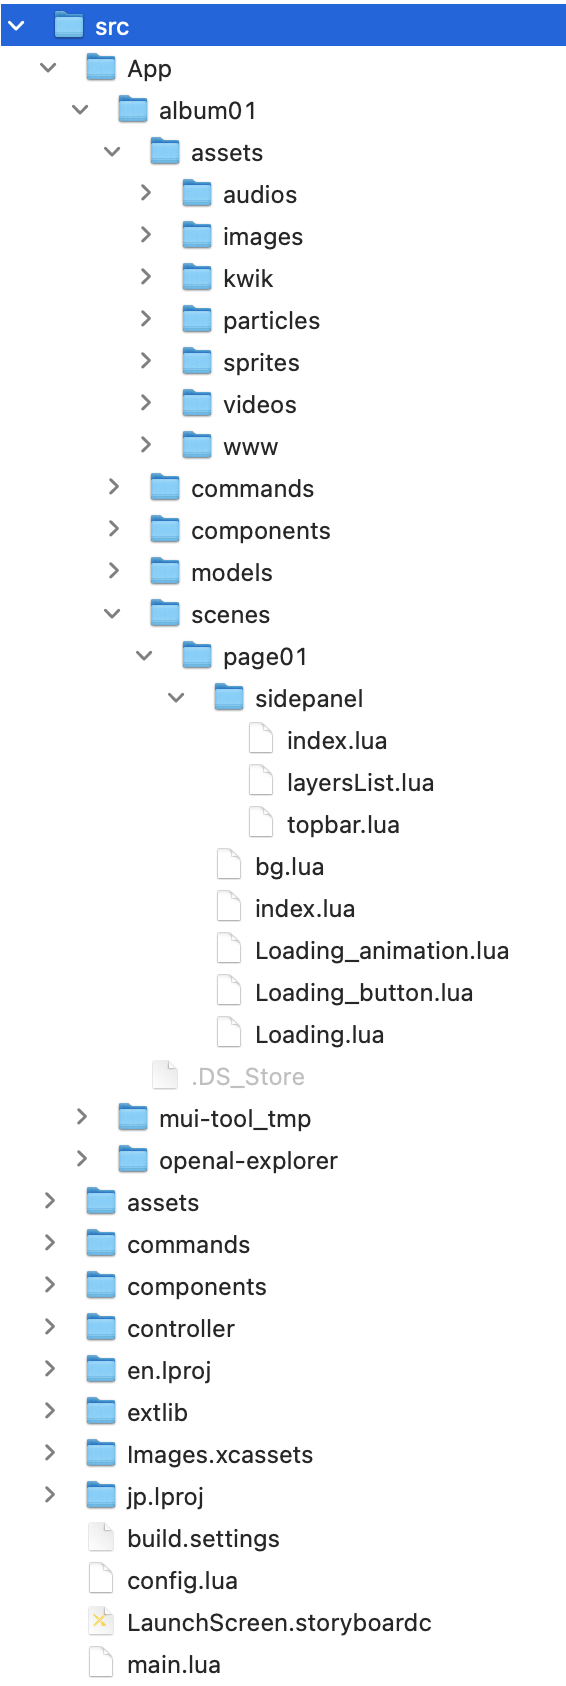 src
App
album01
assets
audios
images
kwik
particles
sprites
videos
www
commands
components
models
scenes
page01
sidepanel
index.lua
layersList.lua
topbar.lua
bg.lua
index.lua
Loading_animation.lua
Loading_button.lua
Loading.lua
.DS_Store
mui-tool_tmp
openal-explorer
assets
commands
components
controller
en.lproj
extlib
Images.xcassets
jp.lproj
build.settings
config.lua
LaunchScreen.storyboardc
main.lua